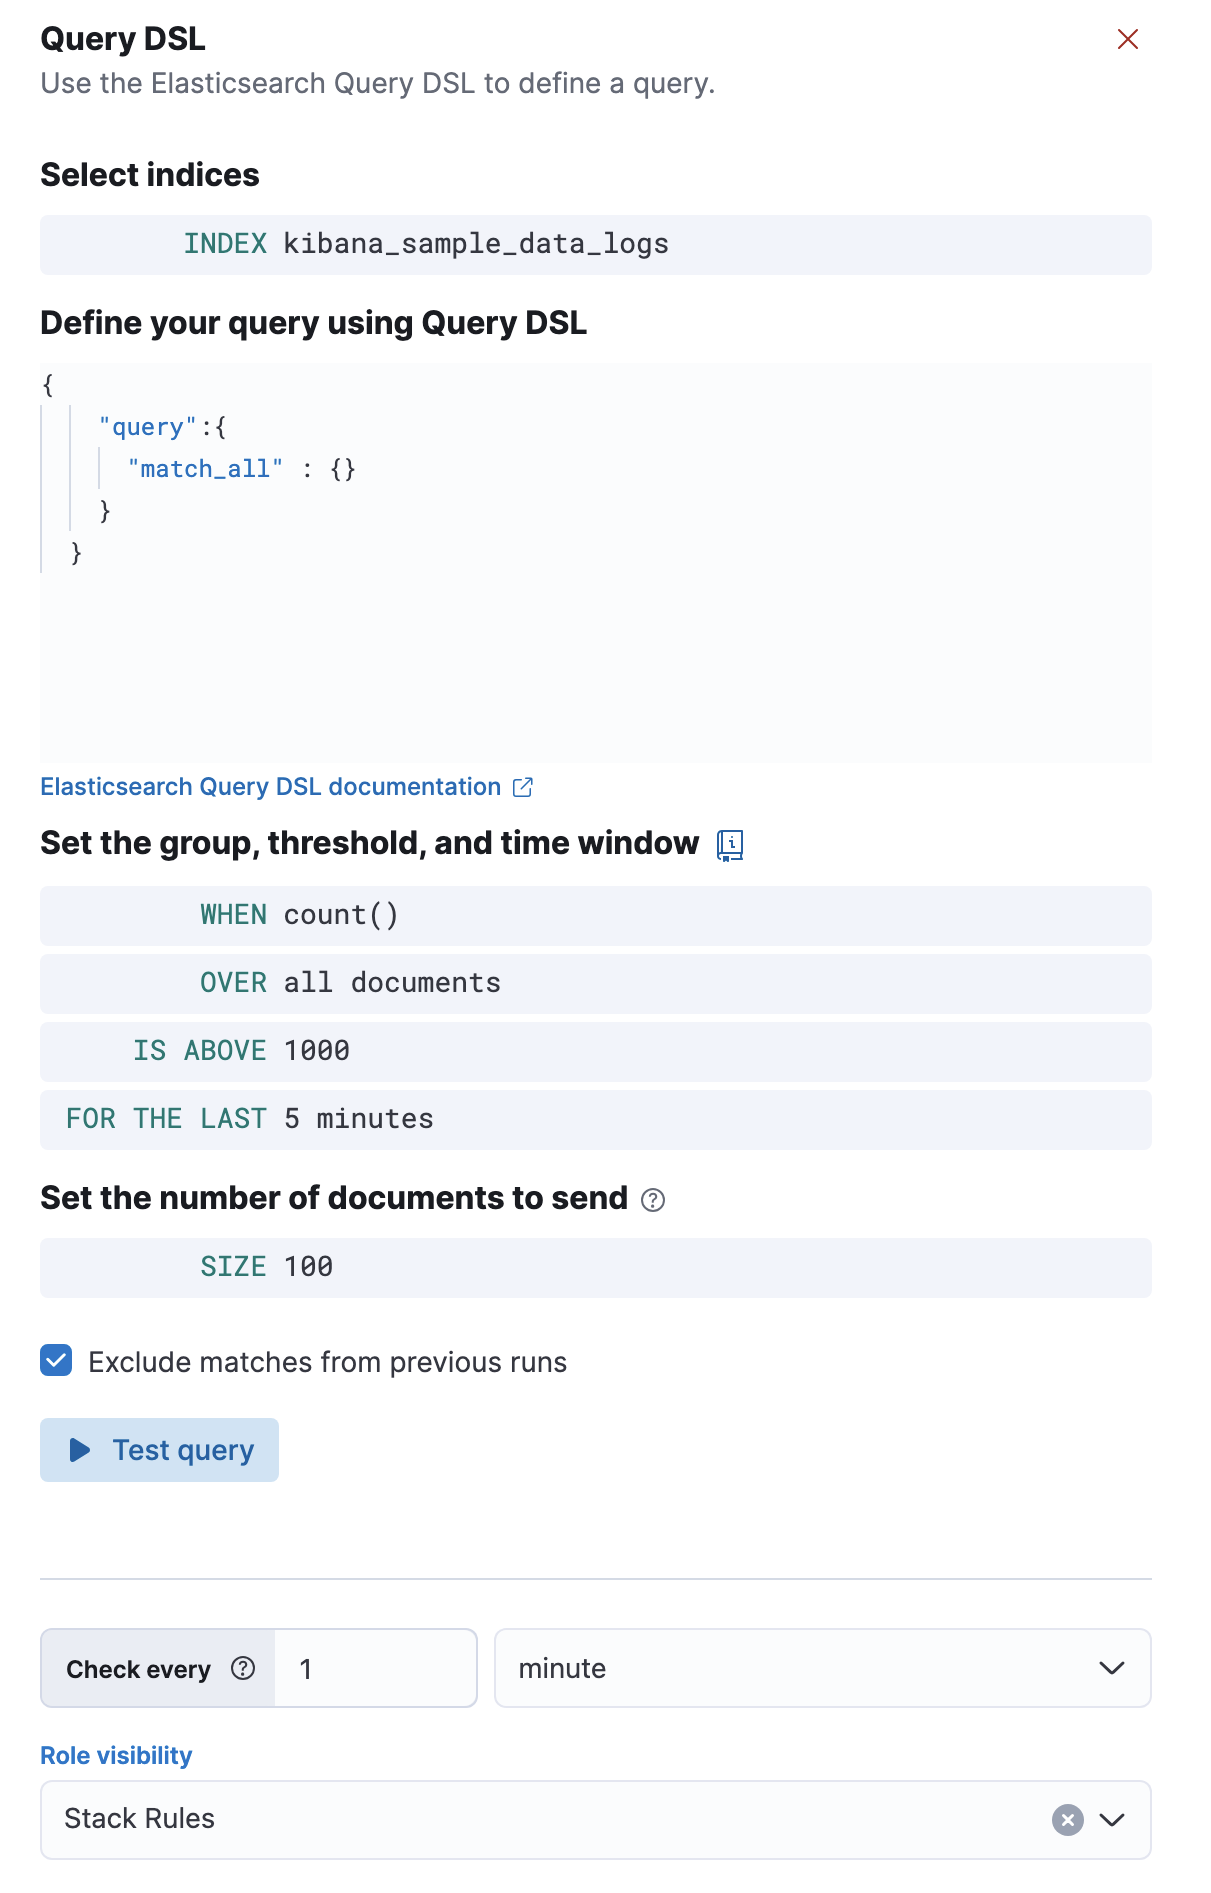 Query DSL
Use the Elasticsearch Query DSL to define a query.
Select indices
INDEX kibana_sample_data_logs
Define your query using Query DSL
{
"query":{
"match_all" : {}
}
}
Elasticsearch Query DSL documentation
Set the group, threshold, and time window
WHEN count()
OVER all documents
IS ABOVE 1000
FOR THE LAST 5 minutes
Set the number of documents to send
SIZE 100
Exclude matches from previous runs
Test query
Check every 1 minute
Role visibility
Stack Rules